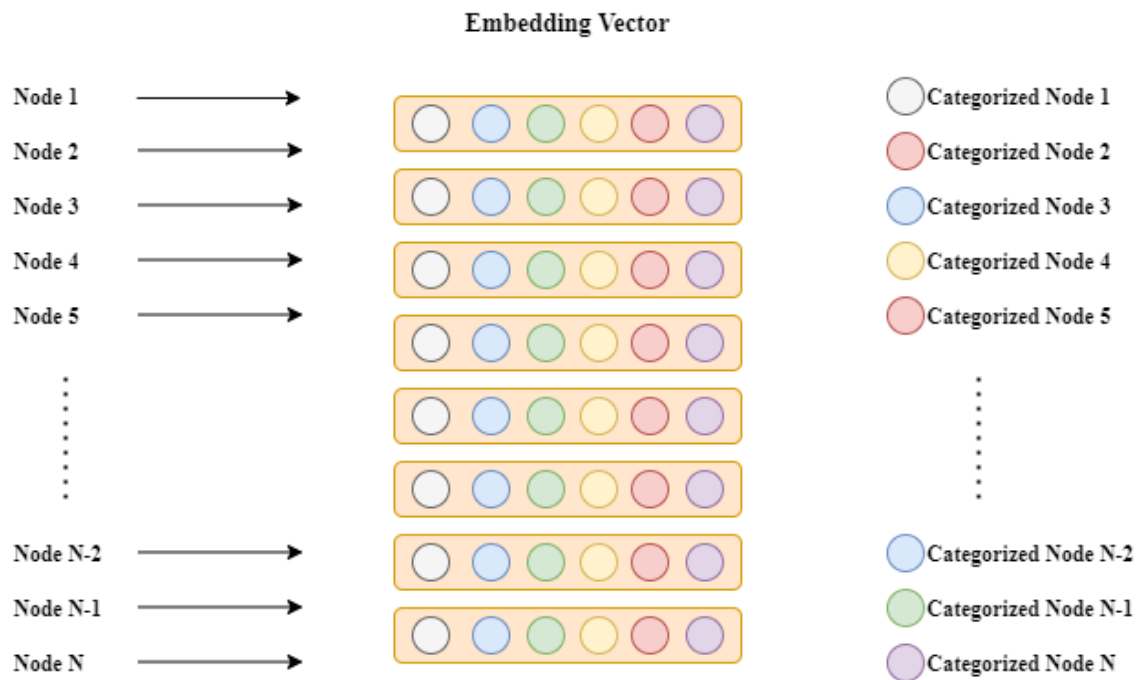 Embedding Vector
Node 1
Categorized Node 1
Node 2
Categorized Node 2
Node 3
Categorized Node 3
Node 4
Categorized Node 4
Node 5
Categorized Node 5
Node N-2
Categorized Node N-2
Node N-1
Categorized Node N-1
Node N
Categorized Node N